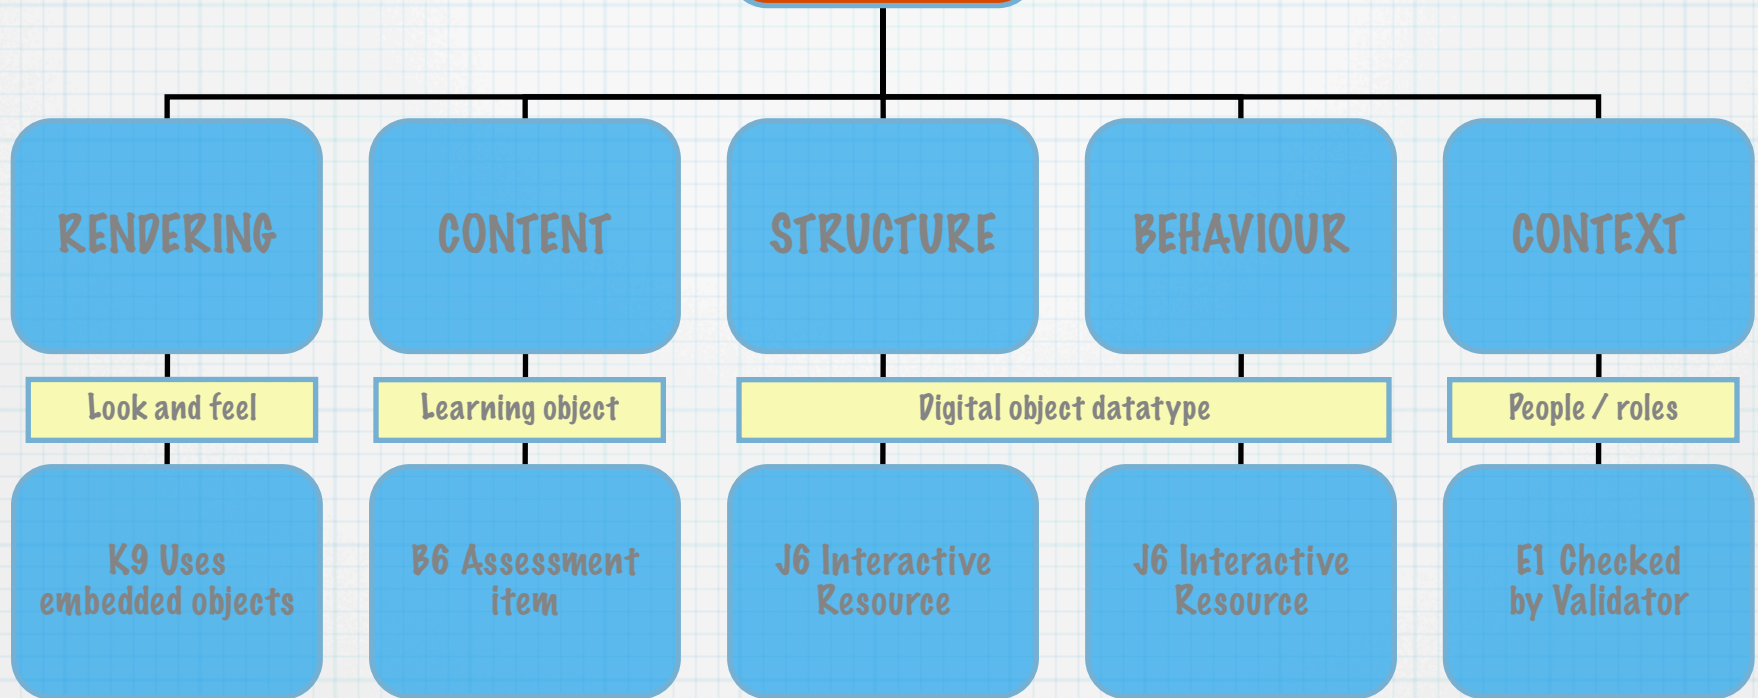 RENDERING
CONTENT
STRUCTURE
BEHAVIOUR
CONTEXT
Look and feel
Learning object
Digital object datatype
People / roles
K9 Uses
embedded objects
B6 Assessment
item
J6 Interactive
Resource
J6 Interactive
Resource
E1 Checked
by Validator